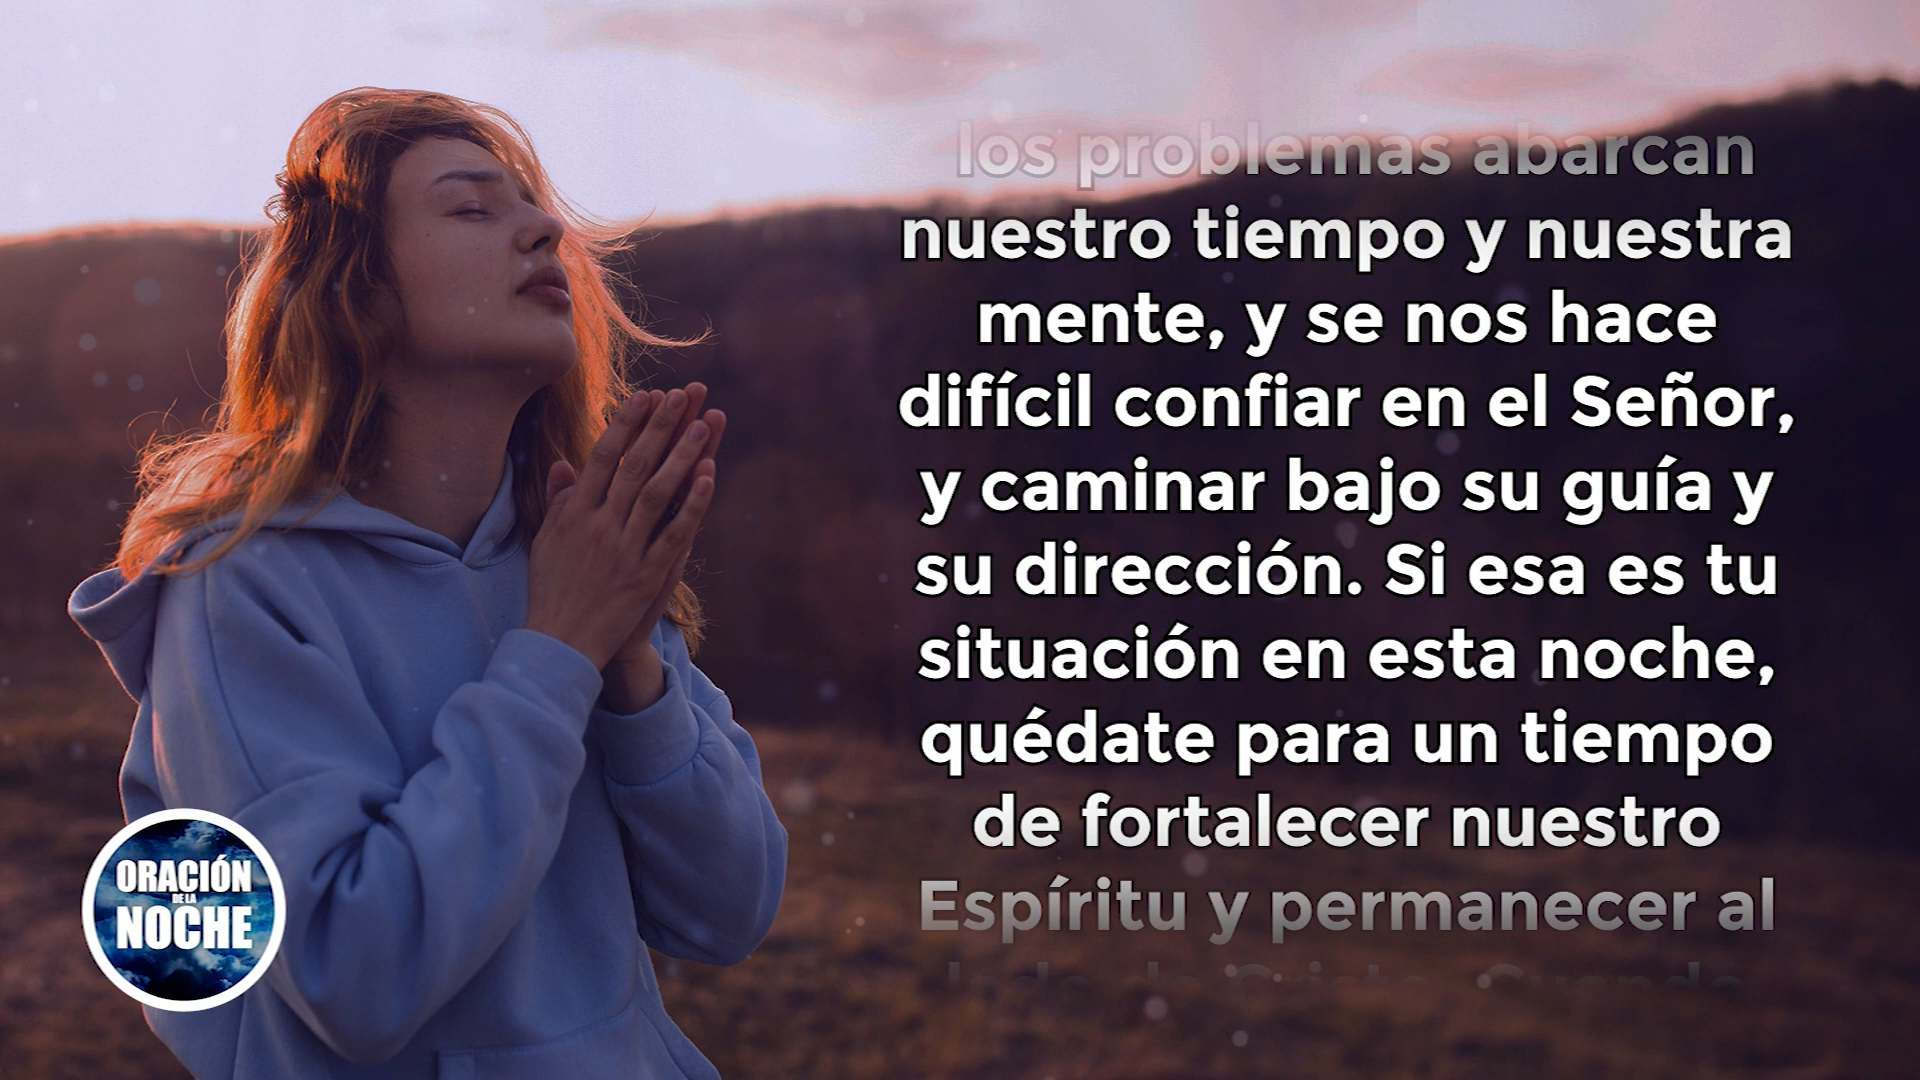 los problemas abarcan
nuestro tiempo y nuestra
mente, y se nos hace
difícil confiar en el Señor,
y caminar bajo su guía y
su dirección. Si esa es tu
situación en esta noche,
quédate para un tiempo
de fortalecer nuestro
Espíritu y permanecer al
ORACIÓN
DE LA
NOCHE